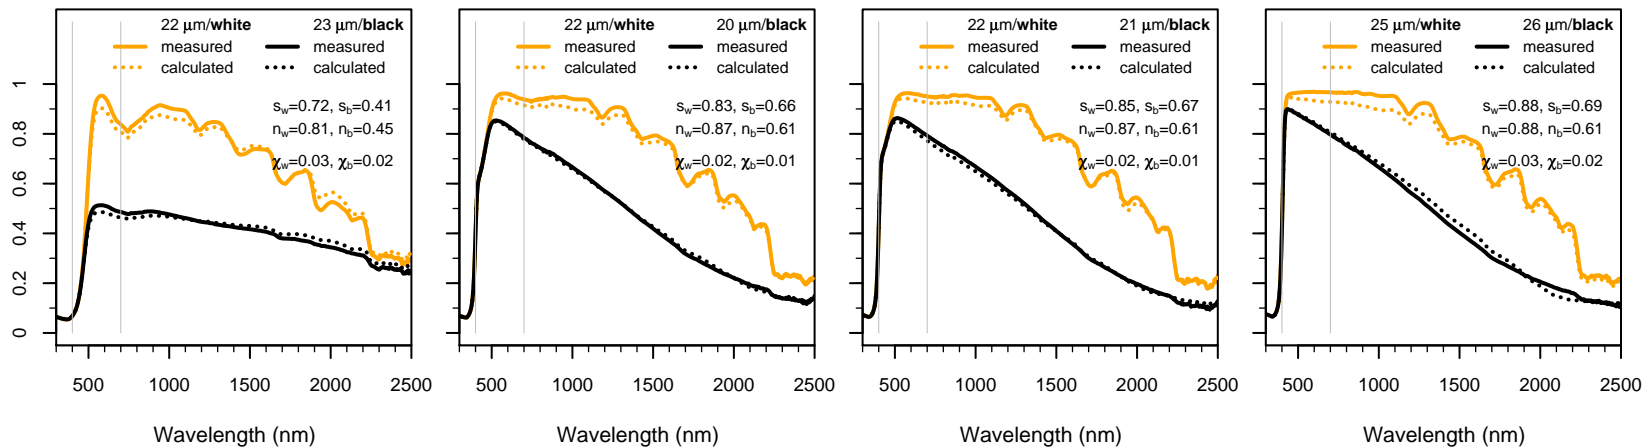 22 μm/white 23 μm/black
measured measured
calculated calculated
s_w=0.72, s_b=0.41
n_w=0.81, n_b=0.45
χ_w=0.03, χ_b=0.02
0 0.2 0.4 0.6 0.8 1
500 1000 1500 2000 2500
Wavelength (nm)
22 μm/white 20 μm/black
measured measured
calculated calculated
s_w=0.83, s_b=0.66
n_w=0.87, n_b=0.61
χ_w=0.02, χ_b=0.01
500 1000 1500 2000 2500
Wavelength (nm)
22 μm/white 21 μm/black
measured measured
calculated calculated
s_w=0.85, s_b=0.67
n_w=0.87, n_b=0.61
χ_w=0.02, χ_b=0.01
500 1000 1500 2000 2500
Wavelength (nm)
25 μm/white 26 μm/black
measured measured
calculated calculated
s_w=0.88, s_b=0.69
n_w=0.88, n_b=0.61
χ_w=0.03, χ_b=0.02
500 1000 1500 2000 2500
Wavelength (nm)